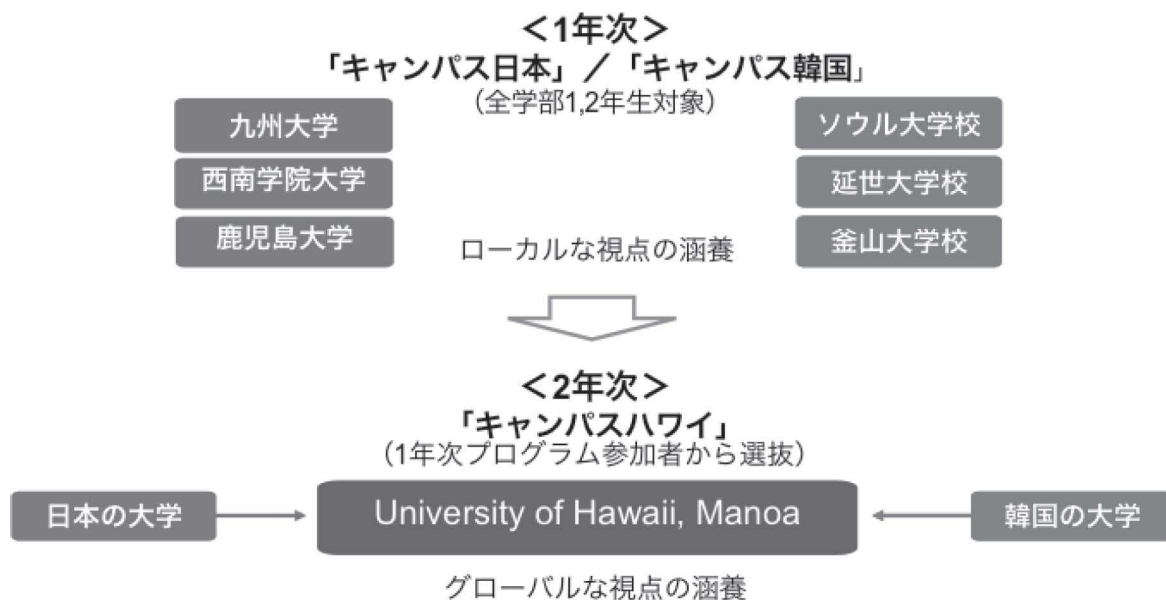 ＜1年次＞
「キャンパス日本」／「キャンパス韓国」
（全学部1,2年生対象）
九州大学
西南学院大学
鹿児島大学
ソウル大学校
延世大学校
釜山大学校
ローカルな視点の涵養
＜2年次＞
「キャンパスハワイ」
（1年次プログラム参加者から選抜）
日本の大学
University of Hawaii, Manoa
韓国の大学
グローバルな視点の涵養